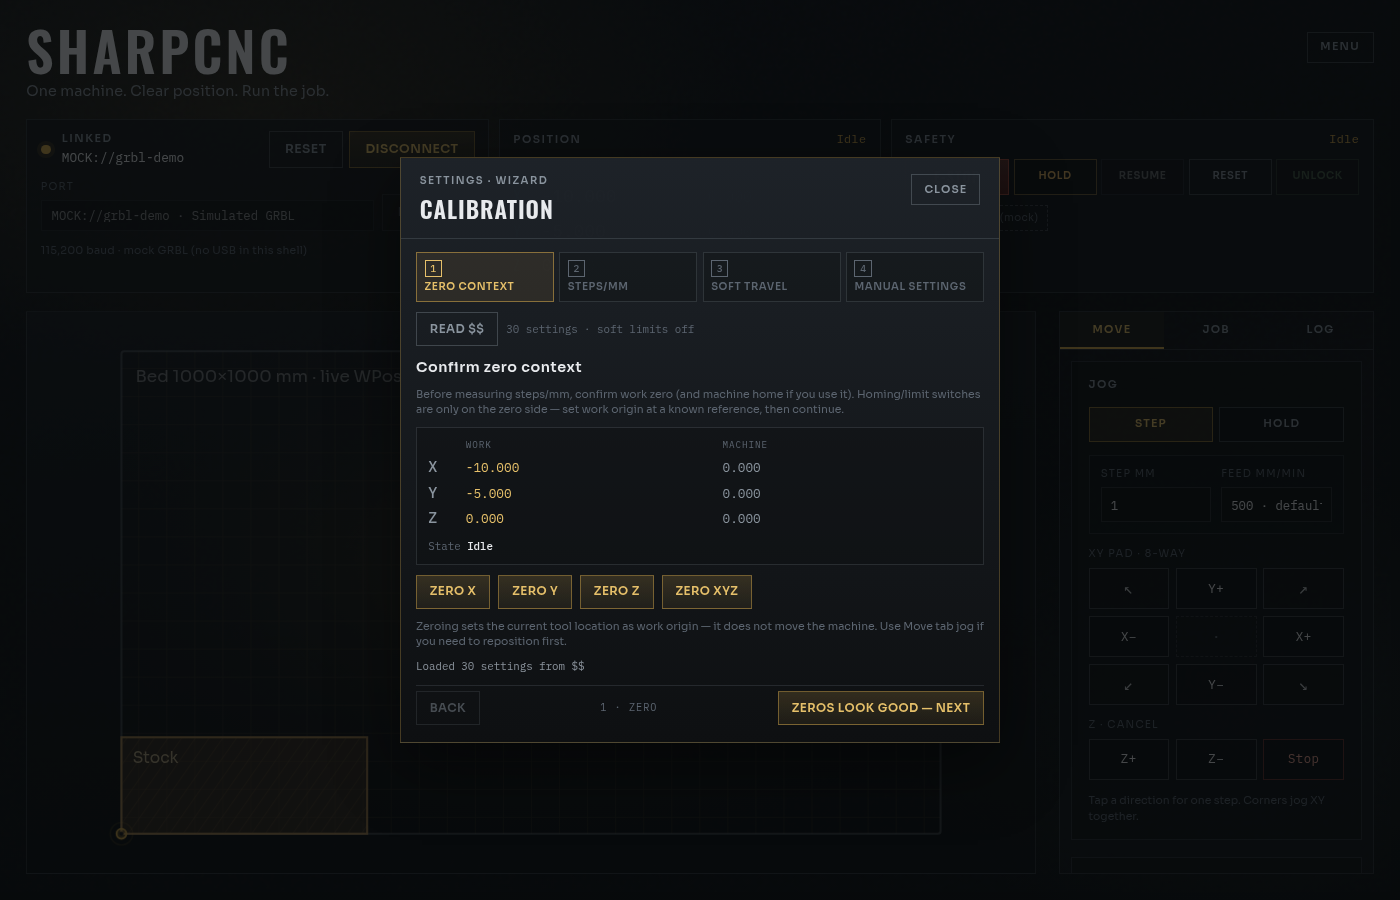 SHARPCNC
One machine. Clear position. Run the job.
MENU
LINKED
MOCK://grbl-demo
RESET
DISCONNECT
PORT
MOCK://grbl-demo · Simulated GRBL
115,200 baud · mock GRBL (no USB in this shell)
POSITION
Idle
SAFETY
Idle
HOLD
RESUME
RESET
UNLOCK
(mock)
SETTINGS · WIZARD
CALIBRATION
CLOSE
1
ZERO CONTEXT
2
STEPS/MM
3
SOFT TRAVEL
4
MANUAL SETTINGS
READ $$
30 settings · soft limits off
Confirm zero context
Before measuring steps/mm, confirm work zero (and machine home if you use it). Homing/limit switches
are only on the zero side — set work origin at a known reference, then continue.
WORK MACHINE
X -10.000 0.000
Y -5.000 0.000
Z 0.000 0.000
State Idle
ZERO X
ZERO Y
ZERO Z
ZERO XYZ
Zeroing sets the current tool location as work origin — it does not move the machine. Use Move tab jog if
you need to reposition first.
Loaded 30 settings from $$
BACK
1 · ZERO
ZEROS LOOK GOOD — NEXT
Bed 1000×1000 mm · live WPos
Stock
MOVE
JOB
LOG
JOG
STEP
HOLD
STEP MM
FEED MM/MIN
1
500 · default
XY PAD · 8-WAY
↖ Y+ ↗
X− · X+
↙ Y− ↘
Z · CANCEL
Z+ Z− Stop
Tap a direction for one step. Corners jog XY
together.